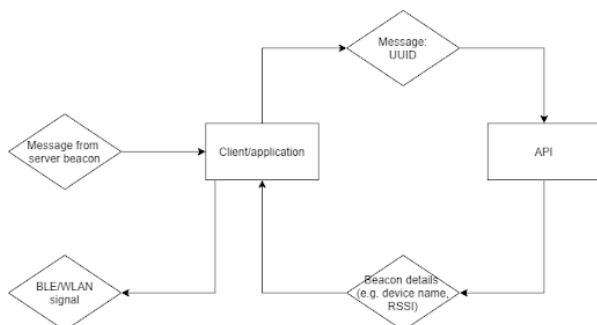 Message:
UUID
Message from
server beacon
Client/application
API
BLE/WLAN
signal
Beacon details
(e.g. device name,
RSSI)